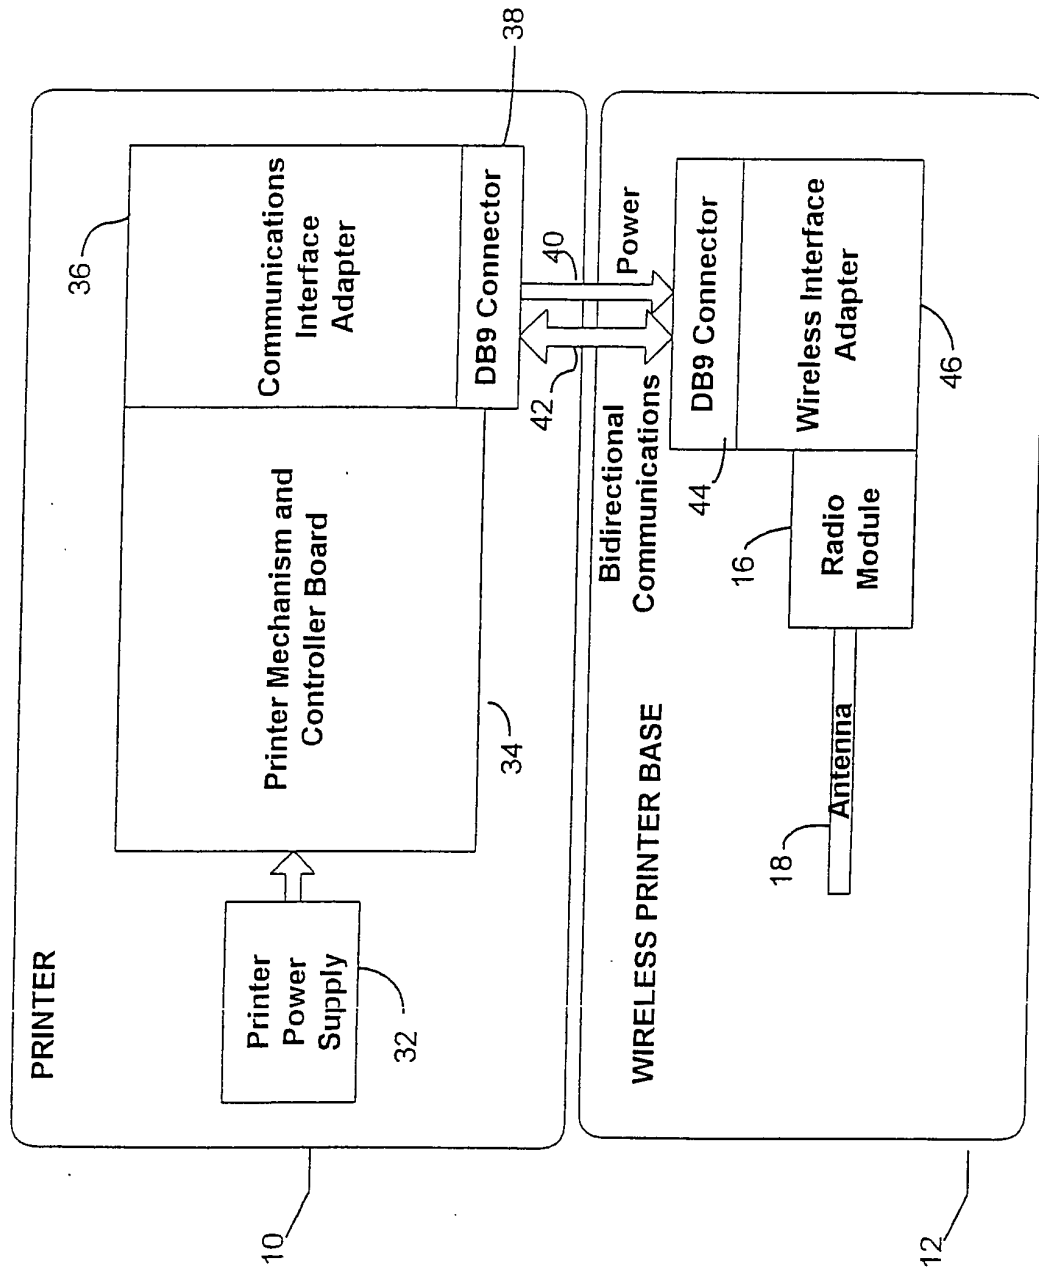 PRINTER
10
Printer
Power
Supply
32
Printer Mechanism and
Controller Board
34
36
Communications
Interface
Adapter
DB9 Connector
38
40
Power
42
Bidirectional
Communications
WIRELESS PRINTER BASE
12
44
DB9 Connector
Wireless Interface
Adapter
46
16
Radio
Module
18
Antenna